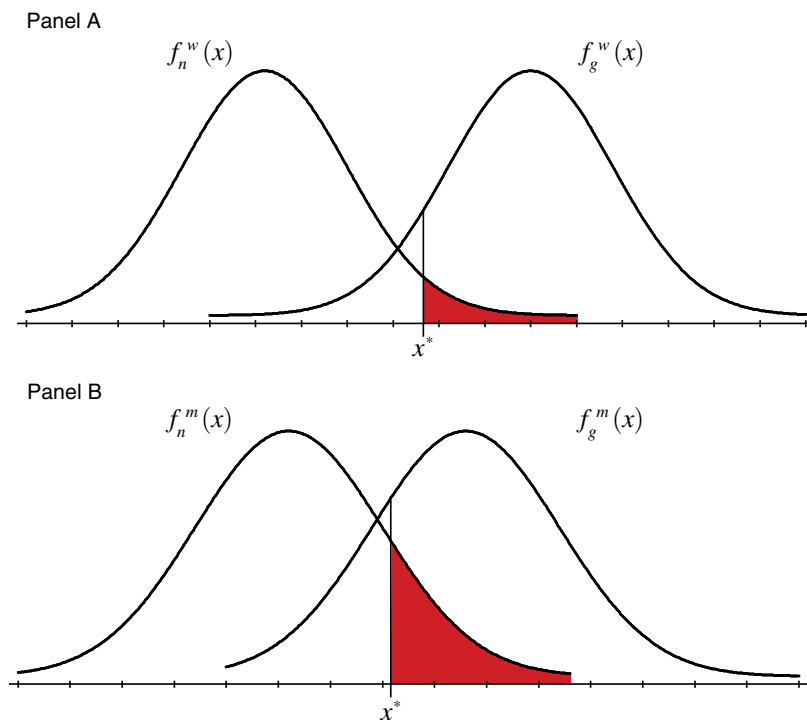 Panel A
f_n^w(x)
f_g^w(x)
x*
Panel B
f_n^m(x)
f_g^m(x)
x*